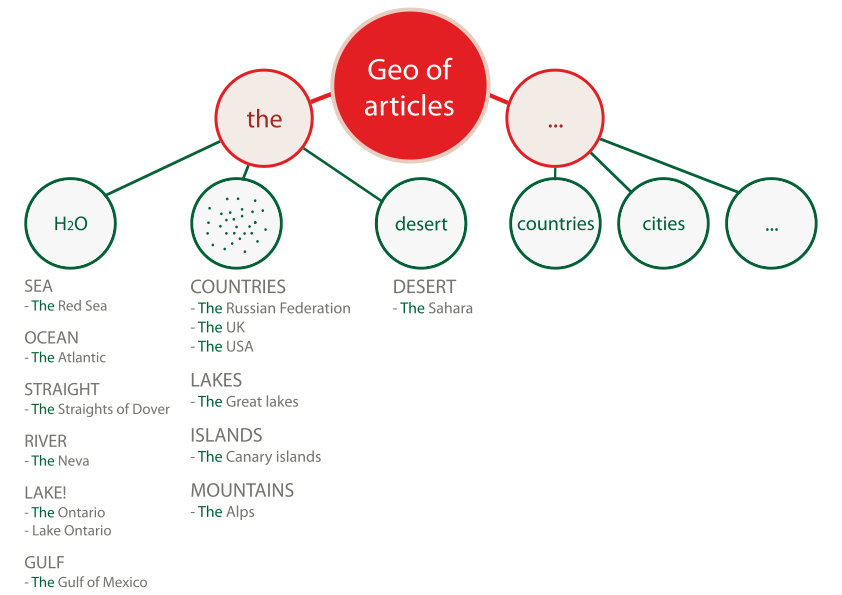 Geo of
articles
the
...
H2O
desert
countries
cities
...
SEA
- The Red Sea
OCEAN
- The Atlantic
STRAIGHT
- The Straights of Dover
RIVER
- The Neva
LAKE!
- The Ontario
- Lake Ontario
GULF
- The Gulf of Mexico
COUNTRIES
- The Russian Federation
- The UK
- The USA
LAKES
- The Great lakes
ISLANDS
- The Canary islands
MOUNTAINS
- The Alps
DESERT
- The Sahara